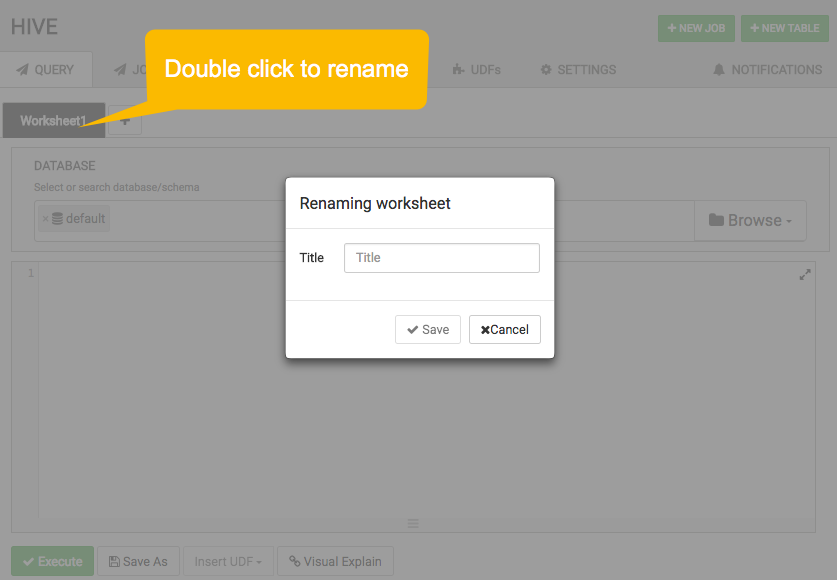 HIVE
+ NEW JOB
+ NEW TABLE
QUERY
JO
UDFs
SETTINGS
NOTIFICATIONS
Double click to rename
Worksheet1
+
DATABASE
Select or search database/schema
× default
Browse
Renaming worksheet
Title
Title
Save
Cancel
1
Execute
Save As
Insert UDF
Visual Explain